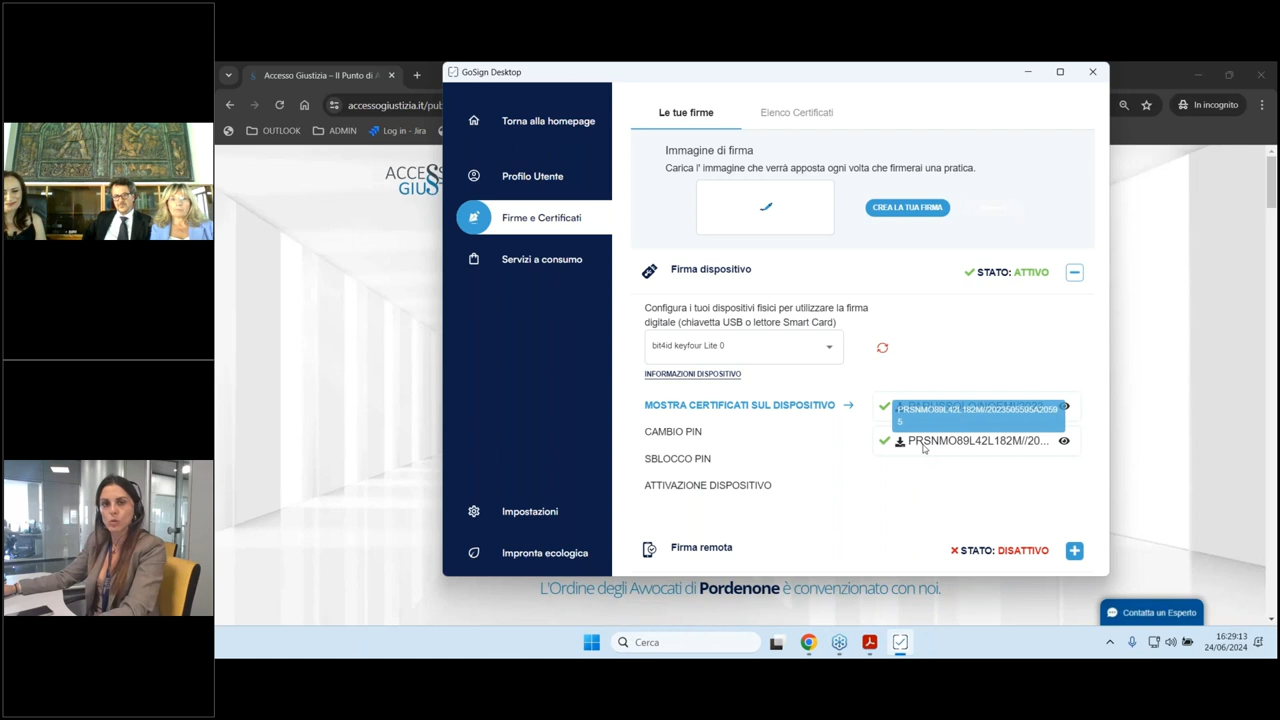 Accesso Giustizia – Il Punto di A
GoSign Desktop
accessogiustizia.it/pub
In incognito
OUTLOOK
ADMIN
Log in - Jira
ACCE
GIU
Torna alla homepage
Profilo Utente
Firme e Certificati
Servizi a consumo
Impostazioni
Impronta ecologica
Le tue firme
Elenco Certificati
Immagine di firma
Carica l' immagine che verrà apposta ogni volta che firmerai una pratica.
CREA LA TUA FIRMA
Firma dispositivo
STATO: ATTIVO
Configura i tuoi dispositivi fisici per utilizzare la firma
digitale (chiavetta USB o lettore Smart Card)
bit4id keyfour Lite 0
INFORMAZIONI DISPOSITIVO
MOSTRA CERTIFICATI SUL DISPOSITIVO
CAMBIO PIN
SBLOCCO PIN
ATTIVAZIONE DISPOSITIVO
PRSNMO89L42L182M//2023505595A2059
5
PRSNMO89L42L182M//20...
Firma remota
STATO: DISATTIVO
L'Ordine degli Avvocati di Pordenone è convenzionato con noi.
Contatta un Esperto
Cerca
16:29:13
24/06/2024